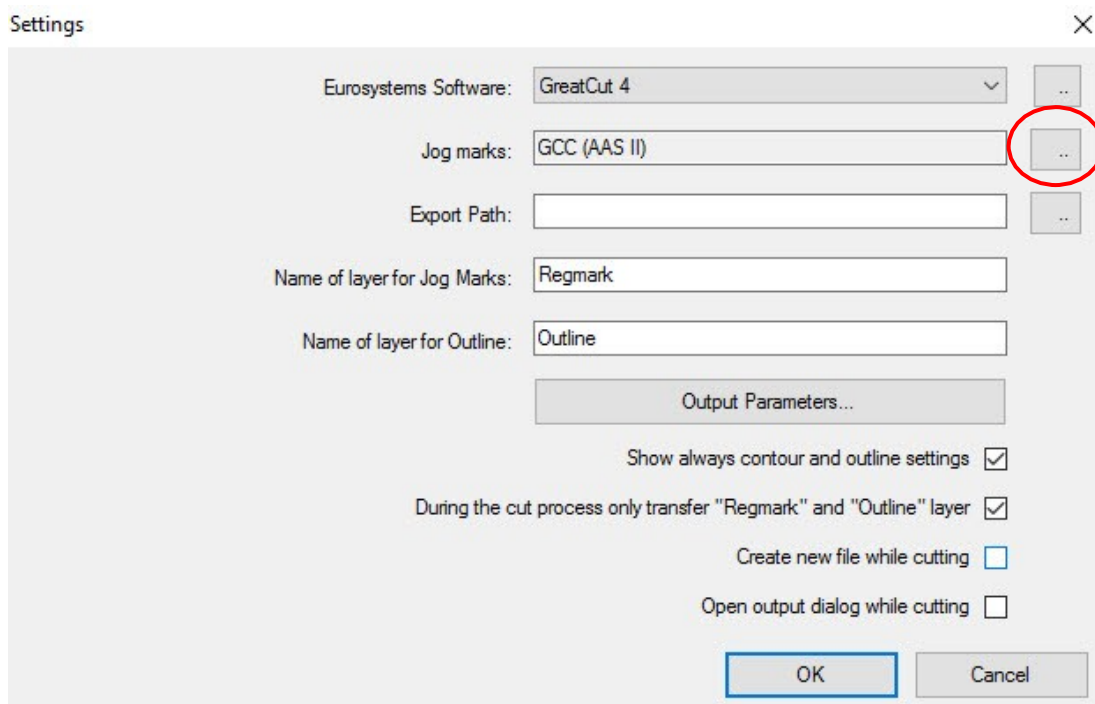 Settings
Eurosystems Software: GreatCut 4 ..
Jog marks: GCC (AAS II) ..
Export Path: ..
Name of layer for Jog Marks: Regmark
Name of layer for Outline: Outline
Output Parameters...
Show always contour and outline settings
During the cut process only transfer "Regmark" and "Outline" layer
Create new file while cutting
Open output dialog while cutting
OK Cancel